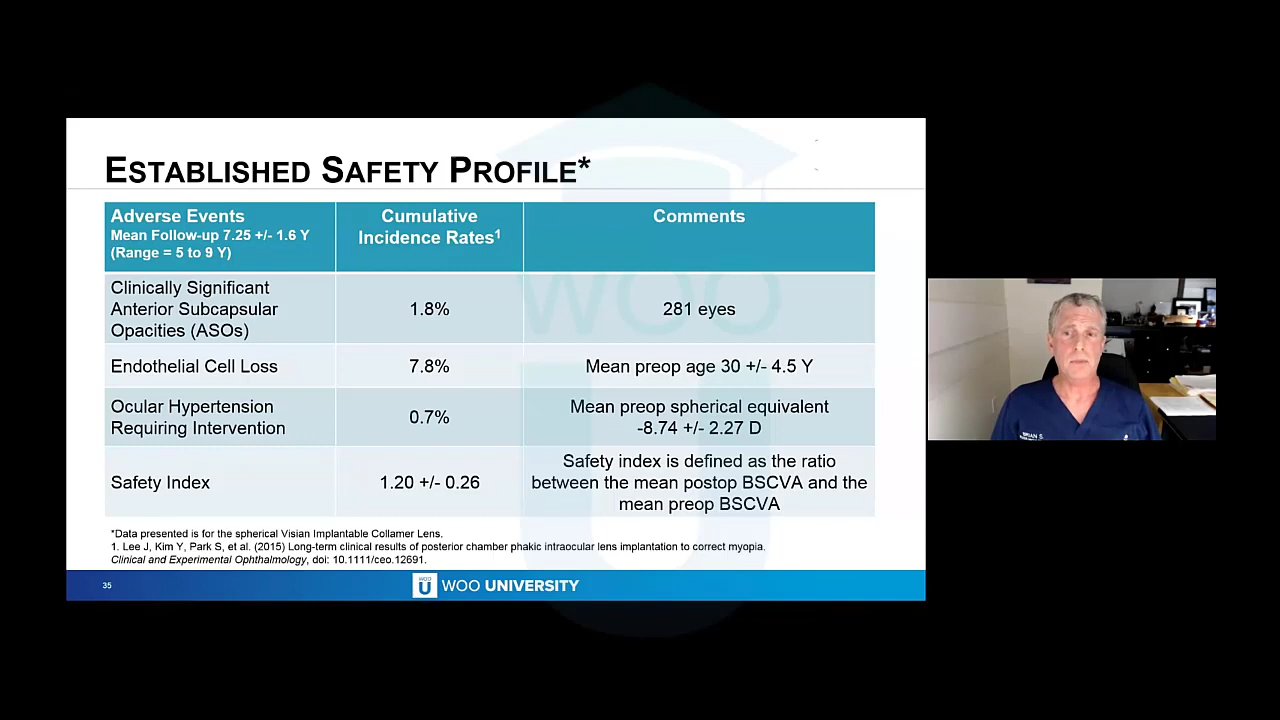 ESTABLISHED SAFETY PROFILE*
Adverse Events
Mean Follow-up 7.25 +/- 1.6 Y
(Range = 5 to 9 Y)
Cumulative
Incidence Rates1
Comments
Clinically Significant
Anterior Subcapsular
Opacities (ASOs)
1.8%
281 eyes
Endothelial Cell Loss
7.8%
Mean preop age 30 +/- 4.5 Y
Ocular Hypertension
Requiring Intervention
0.7%
Mean preop spherical equivalent
-8.74 +/- 2.27 D
Safety Index
1.20 +/- 0.26
Safety index is defined as the ratio
between the mean postop BSCVA and the
mean preop BSCVA
*Data presented is for the spherical Visian Implantable Collamer Lens.
1. Lee J, Kim Y, Park S, et al. (2015) Long-term clinical results of posterior chamber phakic intraocular lens implantation to correct myopia.
Clinical and Experimental Ophthalmology, doi: 10.1111/ceo.12691.
35
WOO
U
WOO UNIVERSITY
WOO
U
BRIAN S.